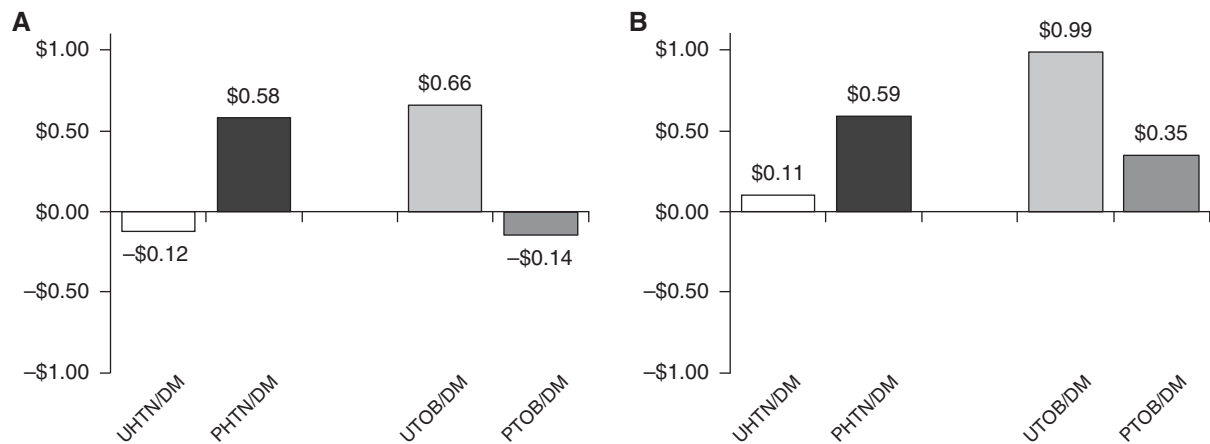 A
$1.00
$0.50
$0.00
–$0.50
–$1.00
–$0.12
$0.58
$0.66
–$0.14
UHTN/DM
PHTN/DM
UTOB/DM
PTOB/DM
B
$1.00
$0.50
$0.00
–$0.50
–$1.00
$0.11
$0.59
$0.99
$0.35
UHTN/DM
PHTN/DM
UTOB/DM
PTOB/DM